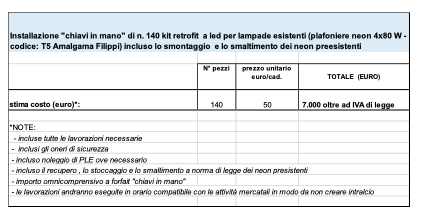 Installazione "chiavi in mano" di n. 140 kit retrofit a led per lampade esistenti (plafoniere neon 4x80 W -
codice: T5 Amalgama Filippi) incluso lo smontaggio e lo smaltimento dei neon preesistenti
N° pezzi prezzo unitario euro/cad. TOTALE (EURO)
stima costo (euro)*: 140 50 7.000 oltre ad IVA di legge
*NOTE:
- incluse tutte le lavorazioni necessarie
- inclusi gli oneri di sicurezza
- incluso noleggio di PLE ove necessario
- incluso il recupero , lo stoccaggio e lo smaltimento a norma di legge dei neon presistenti
- importo omnicomprensivo a forfait "chiavi in mano"
- le lavorazioni andranno eseguite in orario compatibile con le attività mercatali in modo da non creare intralcio